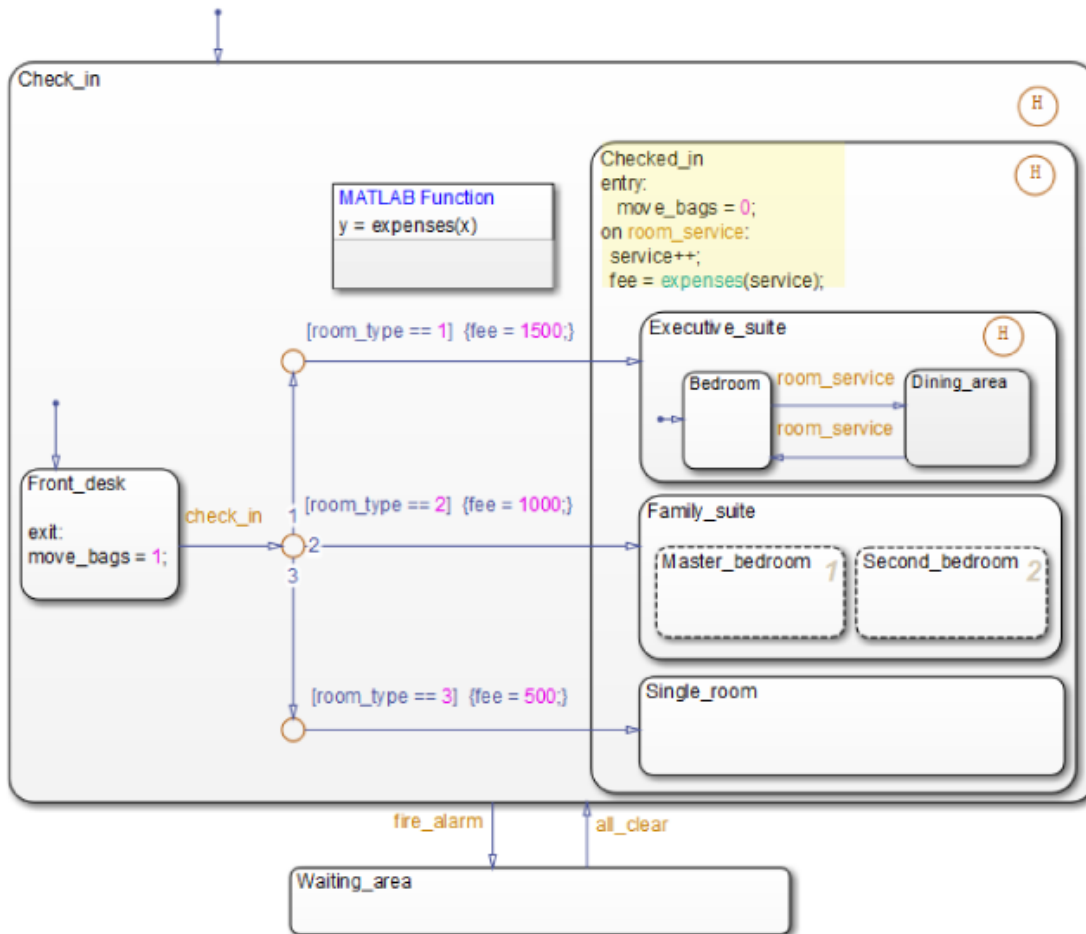 Check_in
H
Checked_in
H
entry:
move_bags = 0;
on room_service:
service++;
fee = expenses(service);
MATLAB Function
y = expenses(x)
[room_type == 1] {fee = 1500;}
Executive_suite
H
Bedroom
room_service
Dining_area
room_service
Front_desk
exit:
move_bags = 1;
check_in
1
2
3
[room_type == 2] {fee = 1000;}
Family_suite
Master_bedroom
1
Second_bedroom
2
[room_type == 3] {fee = 500;}
Single_room
fire_alarm
all_clear
Waiting_area